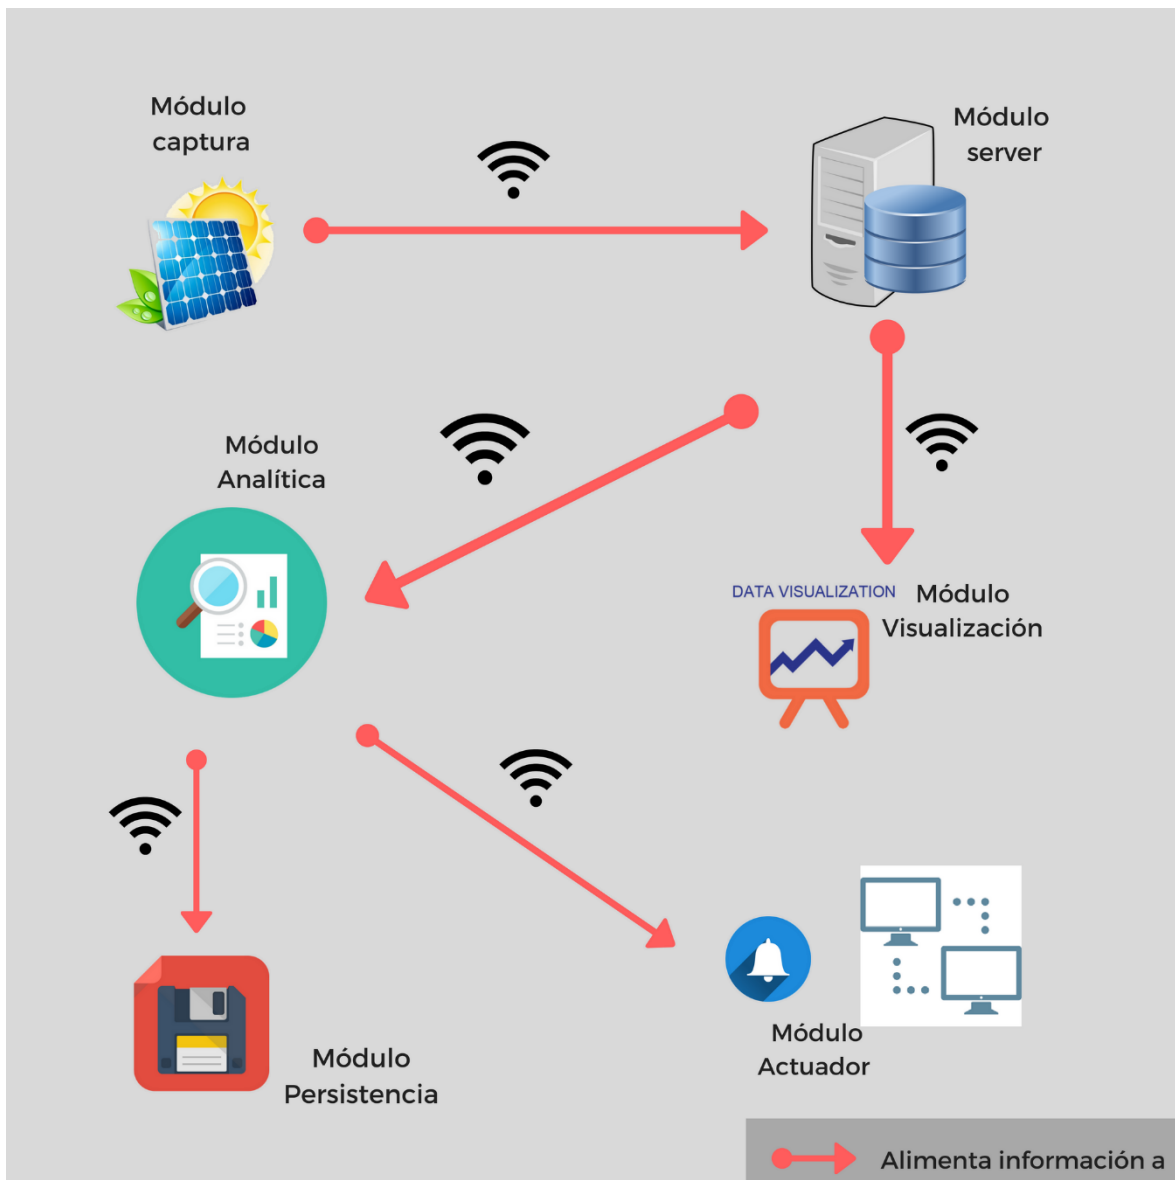 Módulo
captura
Módulo
server
Módulo
Analítica
DATA VISUALIZATION
Módulo
Visualización
Módulo
Persistencia
Módulo
Actuador
Alimenta información a